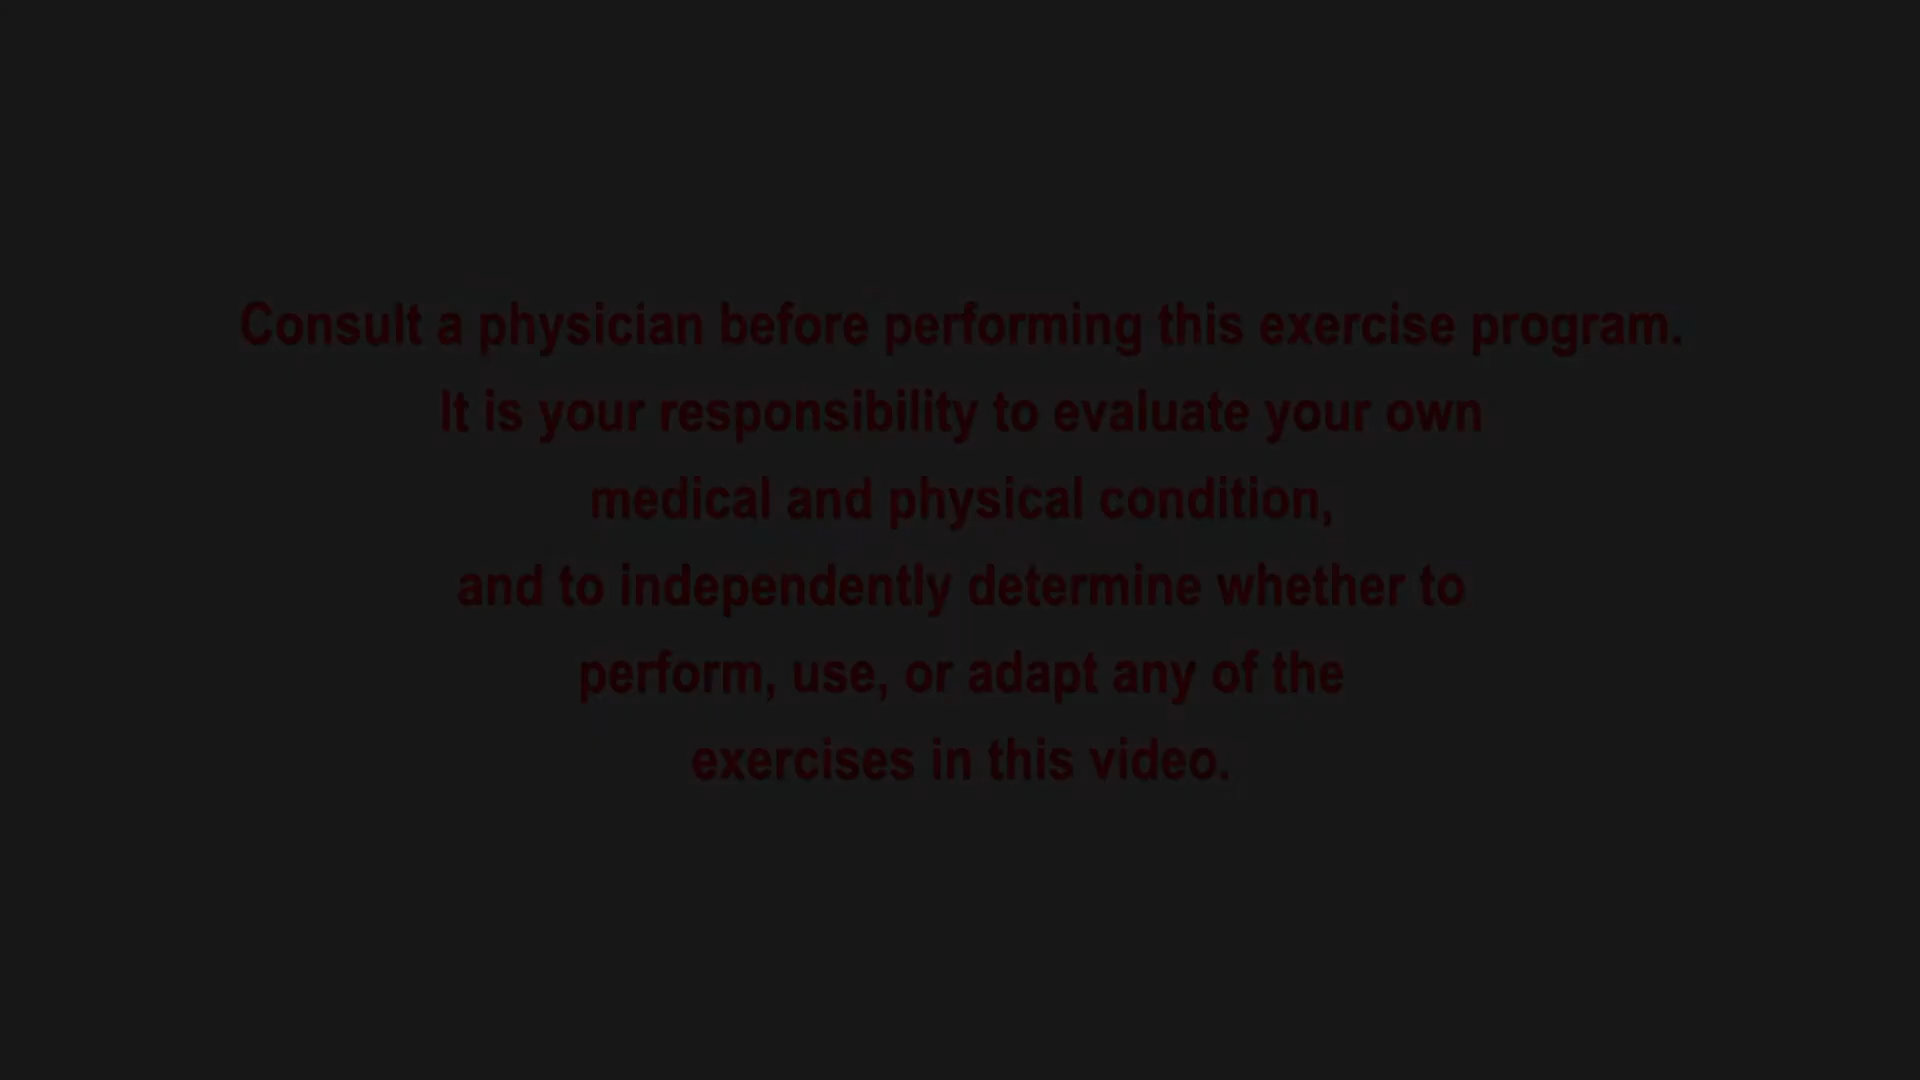 Consult a physician before performing this exercise program.
It is your responsibility to evaluate your own
medical and physical condition,
and to independently determine whether to
perform, use, or adapt any of the
exercises in this video.